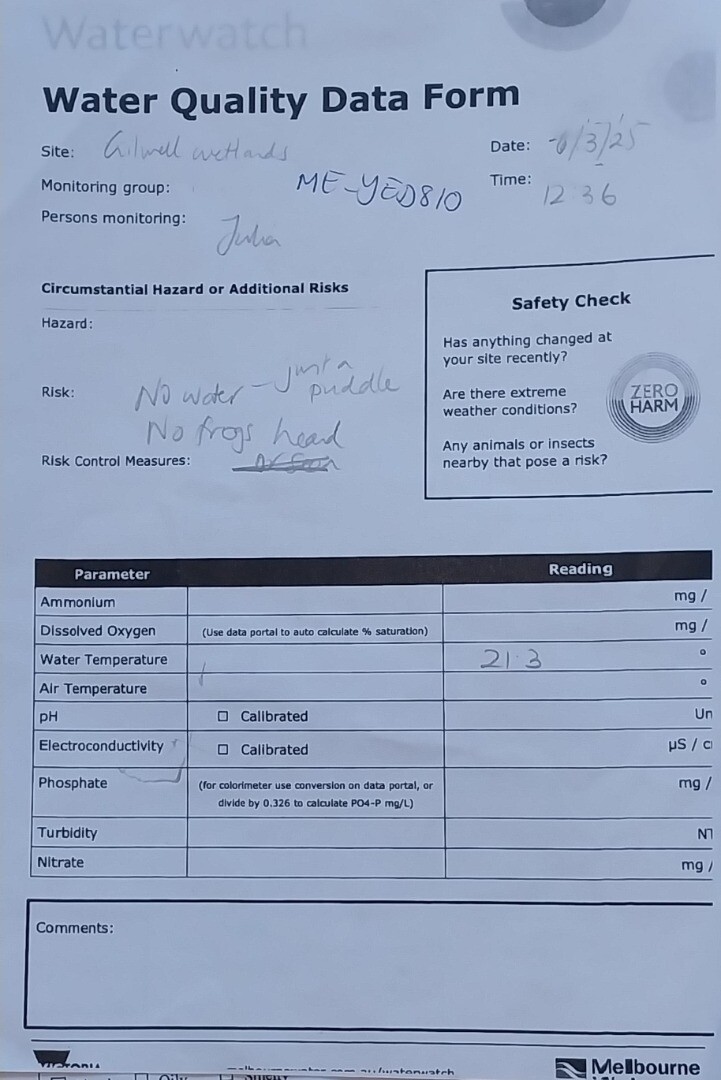 Waterwatch
Water Quality Data Form
Site: Gilwell wetlands
Date: 6/3/25
Monitoring group: ME-YED810
Time: 12 36
Persons monitoring: Julia
Circumstantial Hazard or Additional Risks
Hazard:
Risk: No water - Just a puddle
No frogs heard
Risk Control Measures:
Safety Check
Has anything changed at
your site recently?
Are there extreme
weather conditions?
Any animals or insects
nearby that pose a risk?
ZERO
HARM
Parameter Reading
Ammonium mg /
Dissolved Oxygen (Use data portal to auto calculate % saturation) mg /
Water Temperature 21.3 °
Air Temperature °
pH ☐ Calibrated Un
Electroconductivity ☐ Calibrated µS / c
Phosphate (for colorimeter use conversion on data portal, or mg /
divide by 0.326 to calculate PO4-P mg/L)
Turbidity NT
Nitrate mg /
Comments:
Melbourne